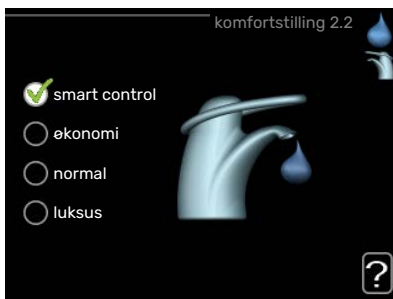 komfortstilling 2.2
smart control
økonomi
normal
luksus
?